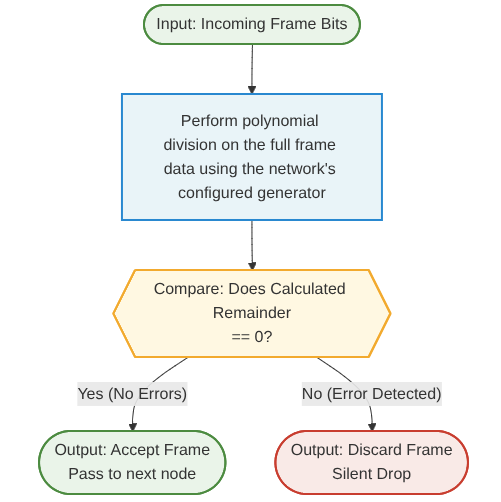 Input: Incoming Frame Bits
Perform polynomial
division on the full frame
data using the network's
configured generator
Compare: Does Calculated
Remainder
== 0?
Yes (No Errors)
No (Error Detected)
Output: Accept Frame
Pass to next node
Output: Discard Frame
Silent Drop